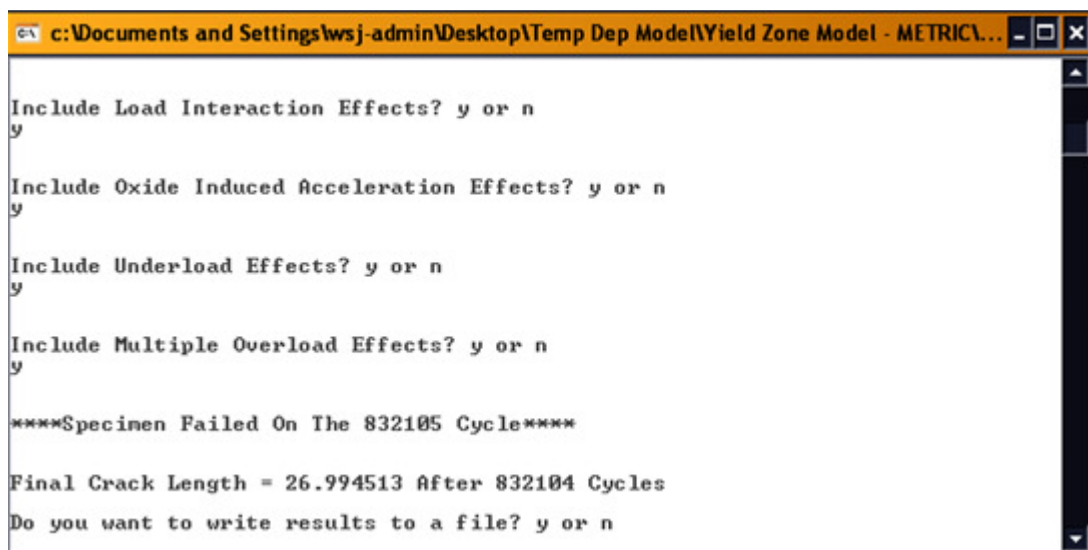 c:\Documents and Settings\wsj-admin\Desktop\Temp Dep Model\Yield Zone Model - METRIC\...
Include Load Interaction Effects? y or n
y
Include Oxide Induced Acceleration Effects? y or n
y
Include Underload Effects? y or n
y
Include Multiple Overload Effects? y or n
y
****Specimen Failed On The 832105 Cycle****
Final Crack Length = 26.994513 After 832104 Cycles
Do you want to write results to a file? y or n